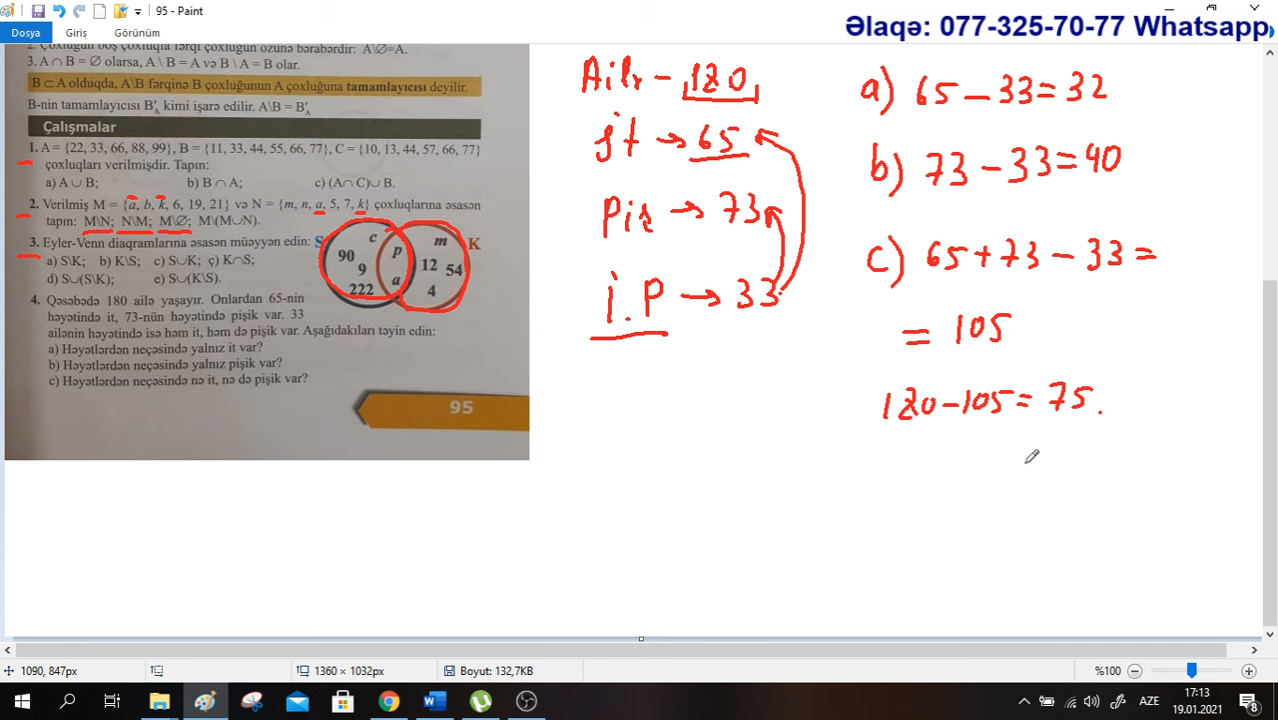 95 - Paint
Əlaqə: 077-325-70-77 Whatsapp
Dosya Giriş Görünüm
2. Çoxluğun boş çoxluqla fərqi çoxluğun özünə bərabərdir: A\∅=A.
3. A ∩ B = ∅ olarsa, A \ B = A və B \ A = B olar.
B ⊂ A olduqda, A\B fərqinə B çoxluğunun A çoxluğuna tamamlayıcısı deyilir.
B-nin tamamlayıcısı B′A kimi işarə edilir. A\B = B′A
Çalışmalar
1. A = {22, 33, 66, 88, 99}, B = {11, 33, 44, 55, 66, 77}, C = {10, 13, 44, 57, 66, 77}
çoxluqları verilmişdir. Tapın:
a) A ∪ B; b) B ∩ A; c) (A∩ C)∪ B.
2. Verilmiş M = {a, b, k, 6, 19, 21} və N = {m, n, a, 5, 7, k} çoxluqlarına əsasən
tapın: M\N; N\M; M\∅; M\(M∪N).
3. Eyler-Venn diaqramlarına əsasən müəyyən edin:
a) S\K; b) K\S; c) S∪K; ç) K∩S;
d) S∪(S\K); e) S∪(K\S).
S c m K
90 p 12
9 54
222 a 4
4. Qəsəbədə 180 ailə yaşayır. Onlardan 65-nin
həyətində it, 73-nün həyətində pişik var. 33
ailənin həyətində isə həm it, həm də pişik var. Aşağıdakıları təyin edin:
a) Həyətlərdən neçəsində yalnız it var?
b) Həyətlərdən neçəsində yalnız pişik var?
c) Həyətlərdən neçəsində nə it, nə də pişik var?
95
Ailə - 180
it → 65
Piş → 73
İ.P → 33
a) 65 - 33 = 32
b) 73 - 33 = 40
c) 65 + 73 - 33 =
= 105
180 - 105 = 75.
1090, 847px 1360 × 1032px Boyut: 132,7KB %100
AZE 17:13
19.01.2021
8